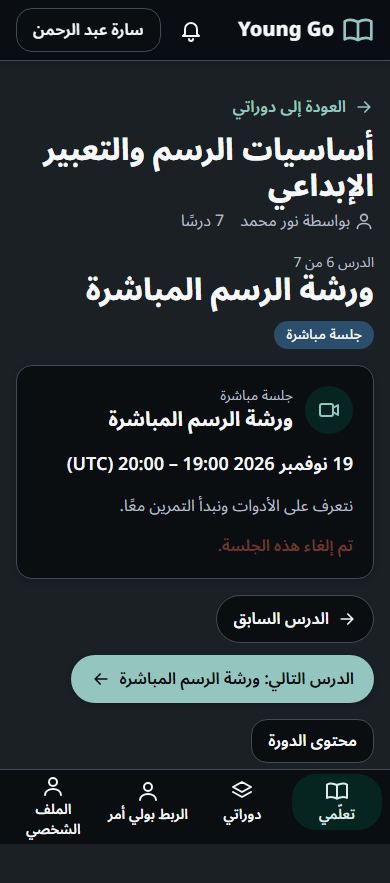 Young Go
سارة عبد الرحمن
العودة إلى دوراتي
أساسيات الرسم والتعبير
الإبداعي
بواسطة نور محمد 7 درسًا
الدرس 6 من 7
ورشة الرسم المباشرة
جلسة مباشرة
جلسة مباشرة
ورشة الرسم المباشرة
19 نوفمبر 2026 19:00 – 20:00 (UTC)
نتعرف على الأدوات ونبدأ التمرين معًا.
تم إلغاء هذه الجلسة.
الدرس السابق
الدرس التالي: ورشة الرسم المباشرة
محتوى الدورة
تعلّمي
دوراتي
الربط بولي أمر
الملف
الشخصي